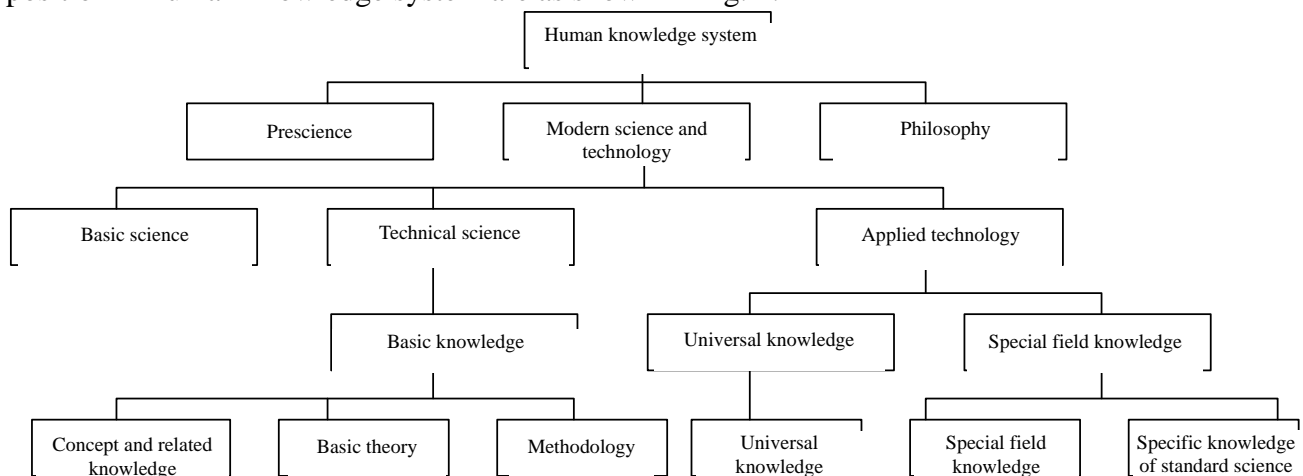 Human knowledge system
Prescience
Modern science and
technology
Philosophy
Basic science
Technical science
Applied technology
Basic knowledge
Universal knowledge
Special field knowledge
Concept and related
knowledge
Basic theory
Methodology
Universal
knowledge
Special field
knowledge
Specific knowledge
of standard science